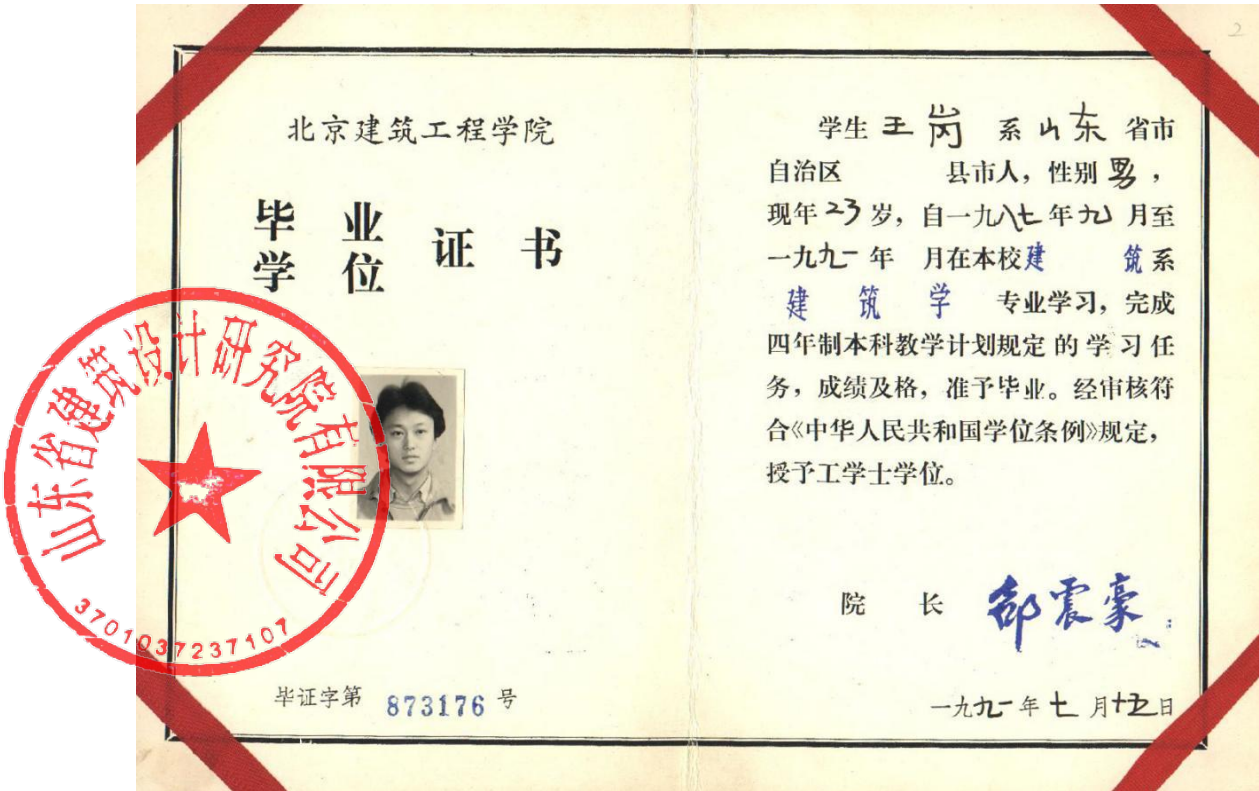 北京建筑工程学院
毕业
学位
证书
山东省建筑设计研究院有限公司
3701037237107
毕证字第 873176 号
2
学生 王岗 系山东 省市
自治区 县市人，性别男，
现年23岁，自一九八七年九月至
一九九一年 月在本校建筑系
建筑学 专业学习，完成
四年制本科教学计划规定的学习任
务，成绩及格，准予毕业。经审核符
合《中华人民共和国学位条例》规定，
授予工学士学位。
院长 郜震豪
一九九一年七月十五日